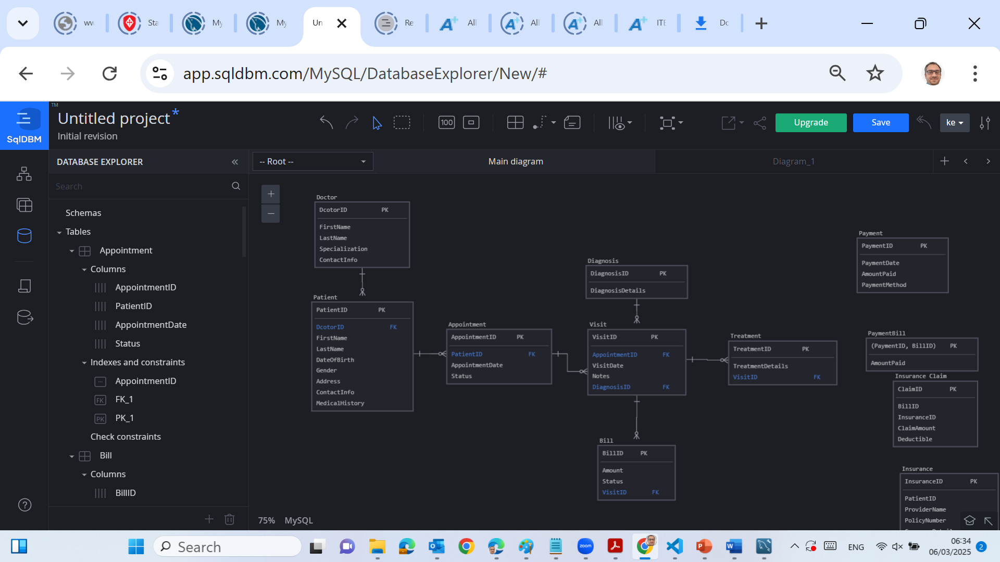 ww
Sta
My
My
Un
Re
All
All
All
ITE
Do
app.sqldbm.com/MySQL/DatabaseExplorer/New/#
SqlDBM
TM
Untitled project*
Initial revision
100
Upgrade
Save
ke
DATABASE EXPLORER
-- Root --
Main diagram
Diagram_1
Search
Schemas
Tables
Appointment
Columns
AppointmentID
PatientID
AppointmentDate
Status
Indexes and constraints
AppointmentID
FK FK_1
PK PK_1
Check constraints
Bill
Columns
BillID
Doctor
DcotorID PK
FirstName
LastName
Specialization
ContactInfo
Patient
PatientID PK
DcotorID FK
FirstName
LastName
DateOfBirth
Gender
Address
ContactInfo
MedicalHistory
Appointment
AppointmentID PK
PatientID FK
AppointmentDate
Status
Diagnosis
DiagnosisID PK
DiagnosisDetails
Visit
VisitID PK
AppointmentID FK
VisitDate
Notes
DiagnosisID FK
Bill
BillID PK
Amount
Status
VisitID FK
Treatment
TreatmentID PK
TreatmentDetails
VisitID FK
Payment
PaymentID PK
PaymentDate
AmountPaid
PaymentMethod
PaymentBill
(PaymentID, BillID) PK
AmountPaid
Insurance Claim
ClaimID PK
BillID
InsuranceID
ClaimAmount
Deductible
Insurance
InsuranceID PK
PatientID
ProviderName
PolicyNumber
75% MySQL
Search
zoom
ENG
06:34
06/03/2025
2